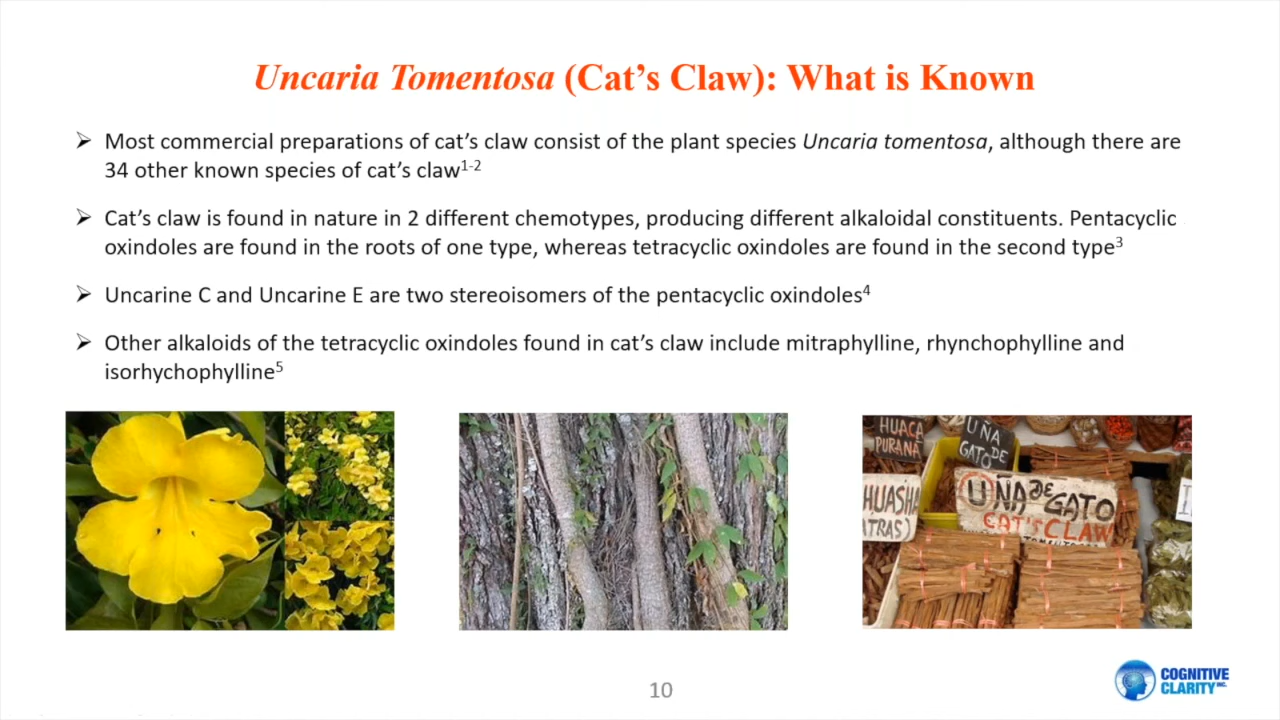 Uncaria Tomentosa (Cat's Claw): What is Known
➢ Most commercial preparations of cat's claw consist of the plant species Uncaria tomentosa, although there are
34 other known species of cat's claw1-2
➢ Cat's claw is found in nature in 2 different chemotypes, producing different alkaloidal constituents. Pentacyclic
oxindoles are found in the roots of one type, whereas tetracyclic oxindoles are found in the second type3
➢ Uncarine C and Uncarine E are two stereoisomers of the pentacyclic oxindoles4
➢ Other alkaloids of the tetracyclic oxindoles found in cat's claw include mitraphylline, rhynchophylline and
isorhychophylline5
HUACA
PURANA
UÑA
GATO DE
HUASHA
ATRAS)
UÑA DE GATO
CAT'S CLAW
10
COGNITIVE
CLARITY INC.